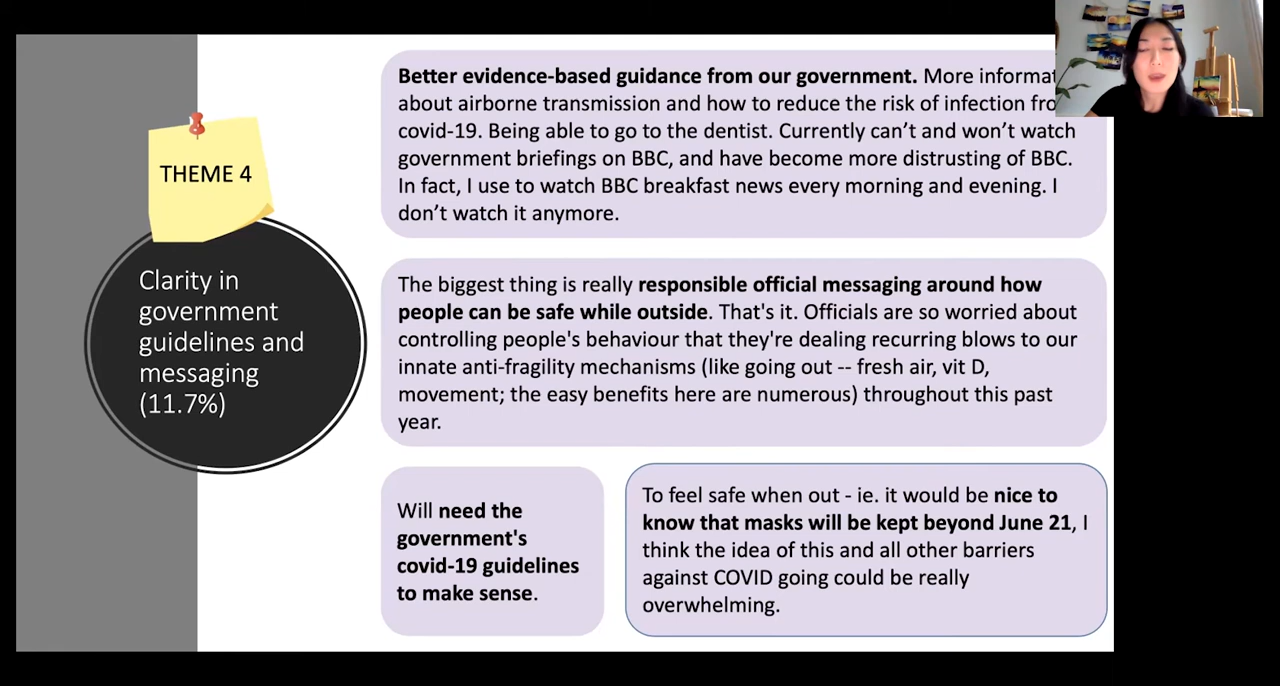 THEME 4
Clarity in
government
guidelines and
messaging
(11.7%)
Better evidence-based guidance from our government. More informat
about airborne transmission and how to reduce the risk of infection fro
covid-19. Being able to go to the dentist. Currently can’t and won’t watch
government briefings on BBC, and have become more distrusting of BBC.
In fact, I use to watch BBC breakfast news every morning and evening. I
don’t watch it anymore.
The biggest thing is really responsible official messaging around how
people can be safe while outside. That's it. Officials are so worried about
controlling people's behaviour that they're dealing recurring blows to our
innate anti-fragility mechanisms (like going out -- fresh air, vit D,
movement; the easy benefits here are numerous) throughout this past
year.
Will need the
government's
covid-19 guidelines
to make sense.
To feel safe when out - ie. it would be nice to
know that masks will be kept beyond June 21, I
think the idea of this and all other barriers
against COVID going could be really
overwhelming.